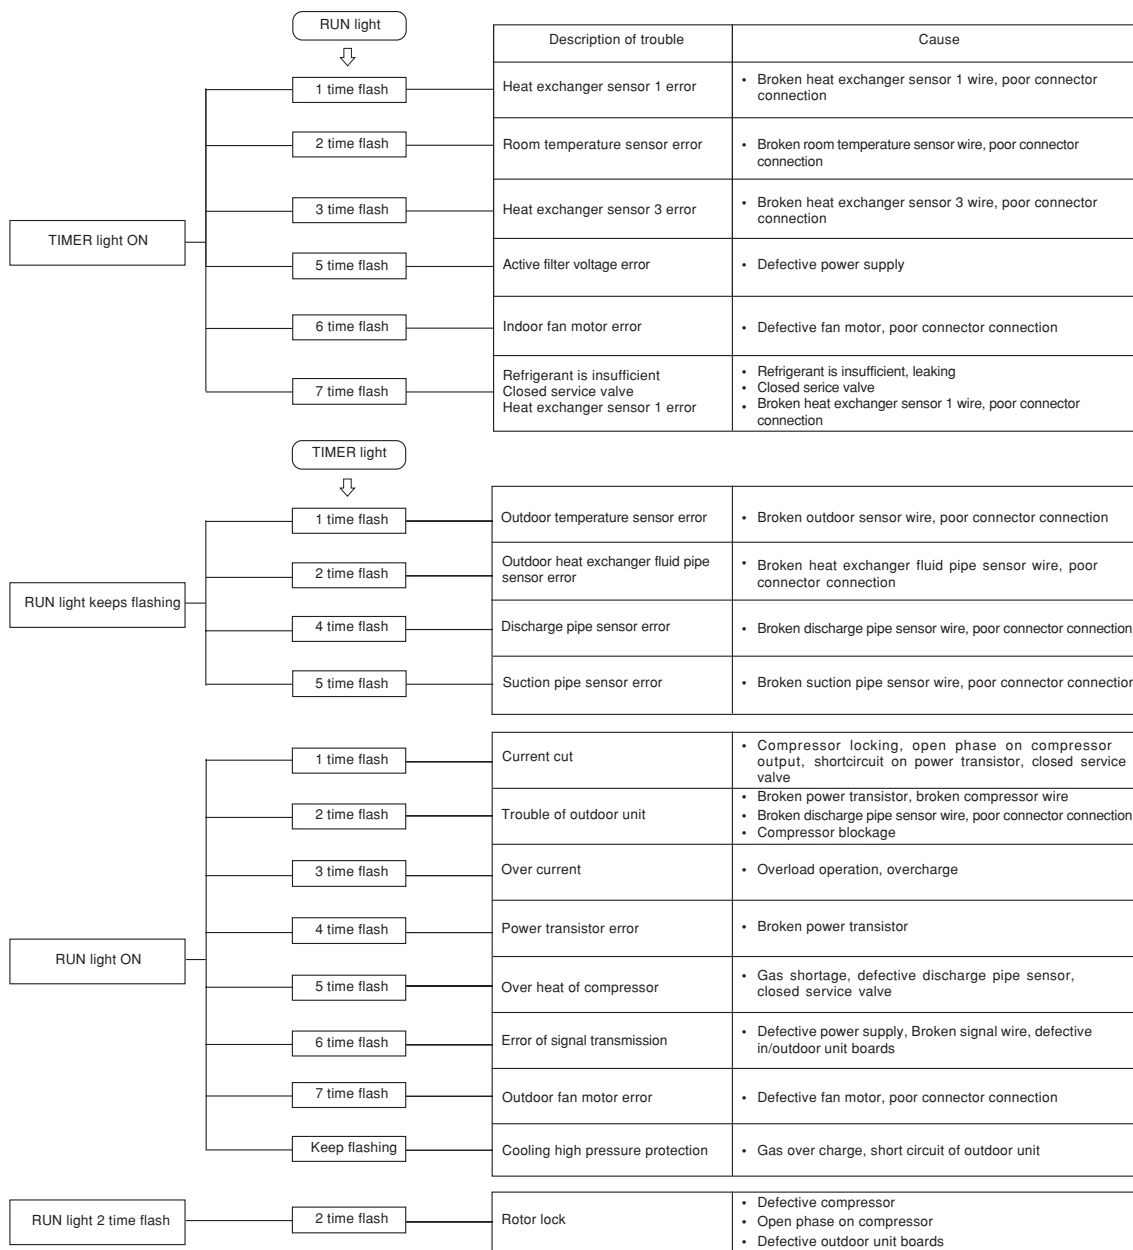 RUN light
Description of trouble
Cause
1 time flash
Heat exchanger sensor 1 error
• Broken heat exchanger sensor 1 wire, poor connector
connection
2 time flash
Room temperature sensor error
• Broken room temperature sensor wire, poor connector
connection
3 time flash
Heat exchanger sensor 3 error
• Broken heat exchanger sensor 3 wire, poor connector
connection
TIMER light ON
5 time flash
Active filter voltage error
• Defective power supply
6 time flash
Indoor fan motor error
• Defective fan motor, poor connector connection
7 time flash
Refrigerant is insufficient
Closed service valve
Heat exchanger sensor 1 error
• Refrigerant is insufficient, leaking
• Closed serice valve
• Broken heat exchanger sensor 1 wire, poor connector
connection
TIMER light
1 time flash
Outdoor temperature sensor error
• Broken outdoor sensor wire, poor connector connection
2 time flash
Outdoor heat exchanger fluid pipe
sensor error
• Broken heat exchanger fluid pipe sensor wire, poor
connector connection
RUN light keeps flashing
4 time flash
Discharge pipe sensor error
• Broken discharge pipe sensor wire, poor connector connection
5 time flash
Suction pipe sensor error
• Broken suction pipe sensor wire, poor connector connection
1 time flash
Current cut
• Compressor locking, open phase on compressor
output, shortcircuit on power transistor, closed service
valve
2 time flash
Trouble of outdoor unit
• Broken power transistor, broken compressor wire
• Broken discharge pipe sensor wire, poor connector connection
• Compressor blockage
3 time flash
Over current
• Overload operation, overcharge
4 time flash
Power transistor error
• Broken power transistor
RUN light ON
5 time flash
Over heat of compressor
• Gas shortage, defective discharge pipe sensor,
closed service valve
6 time flash
Error of signal transmission
• Defective power supply, Broken signal wire, defective
in/outdoor unit boards
7 time flash
Outdoor fan motor error
• Defective fan motor, poor connector connection
Keep flashing
Cooling high pressure protection
• Gas over charge, short circuit of outdoor unit
RUN light 2 time flash
2 time flash
Rotor lock
• Defective compressor
• Open phase on compressor
• Defective outdoor unit boards